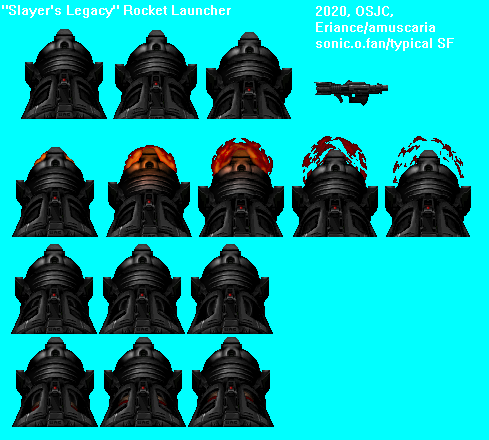 "Slayer's Legacy" Rocket Launcher
2020, OSJC,
Eriance/amuscaria
sonic.o.fan/typical SF